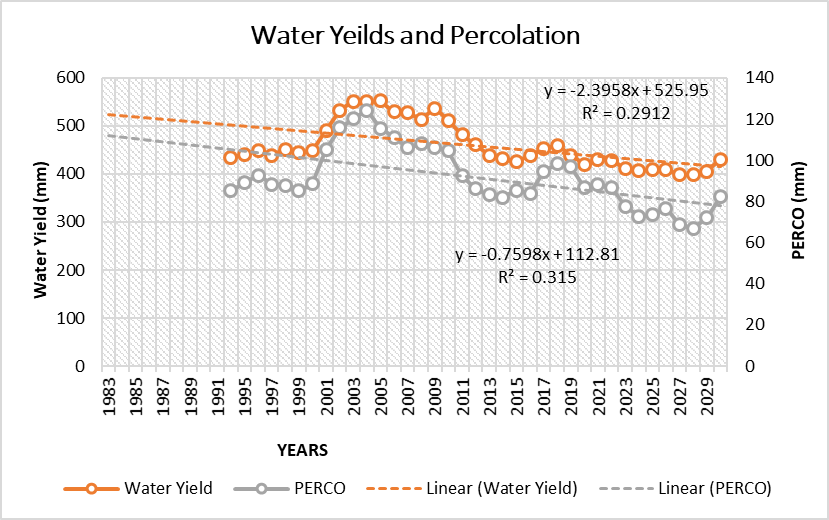 Water Yeilds and Percolation
y = -2.3958x + 525.95
R² = 0.2912
y = -0.7598x + 112.81
R² = 0.315
Water Yield (mm)
600
500
400
300
200
100
0
PERCO (mm)
140
120
100
80
60
40
20
0
1983 1985 1987 1989 1991 1993 1995 1997 1999 2001 2003 2005 2007 2009 2011 2013 2015 2017 2019 2021 2023 2025 2027 2029
YEARS
Water Yield PERCO Linear (Water Yield) Linear (PERCO)